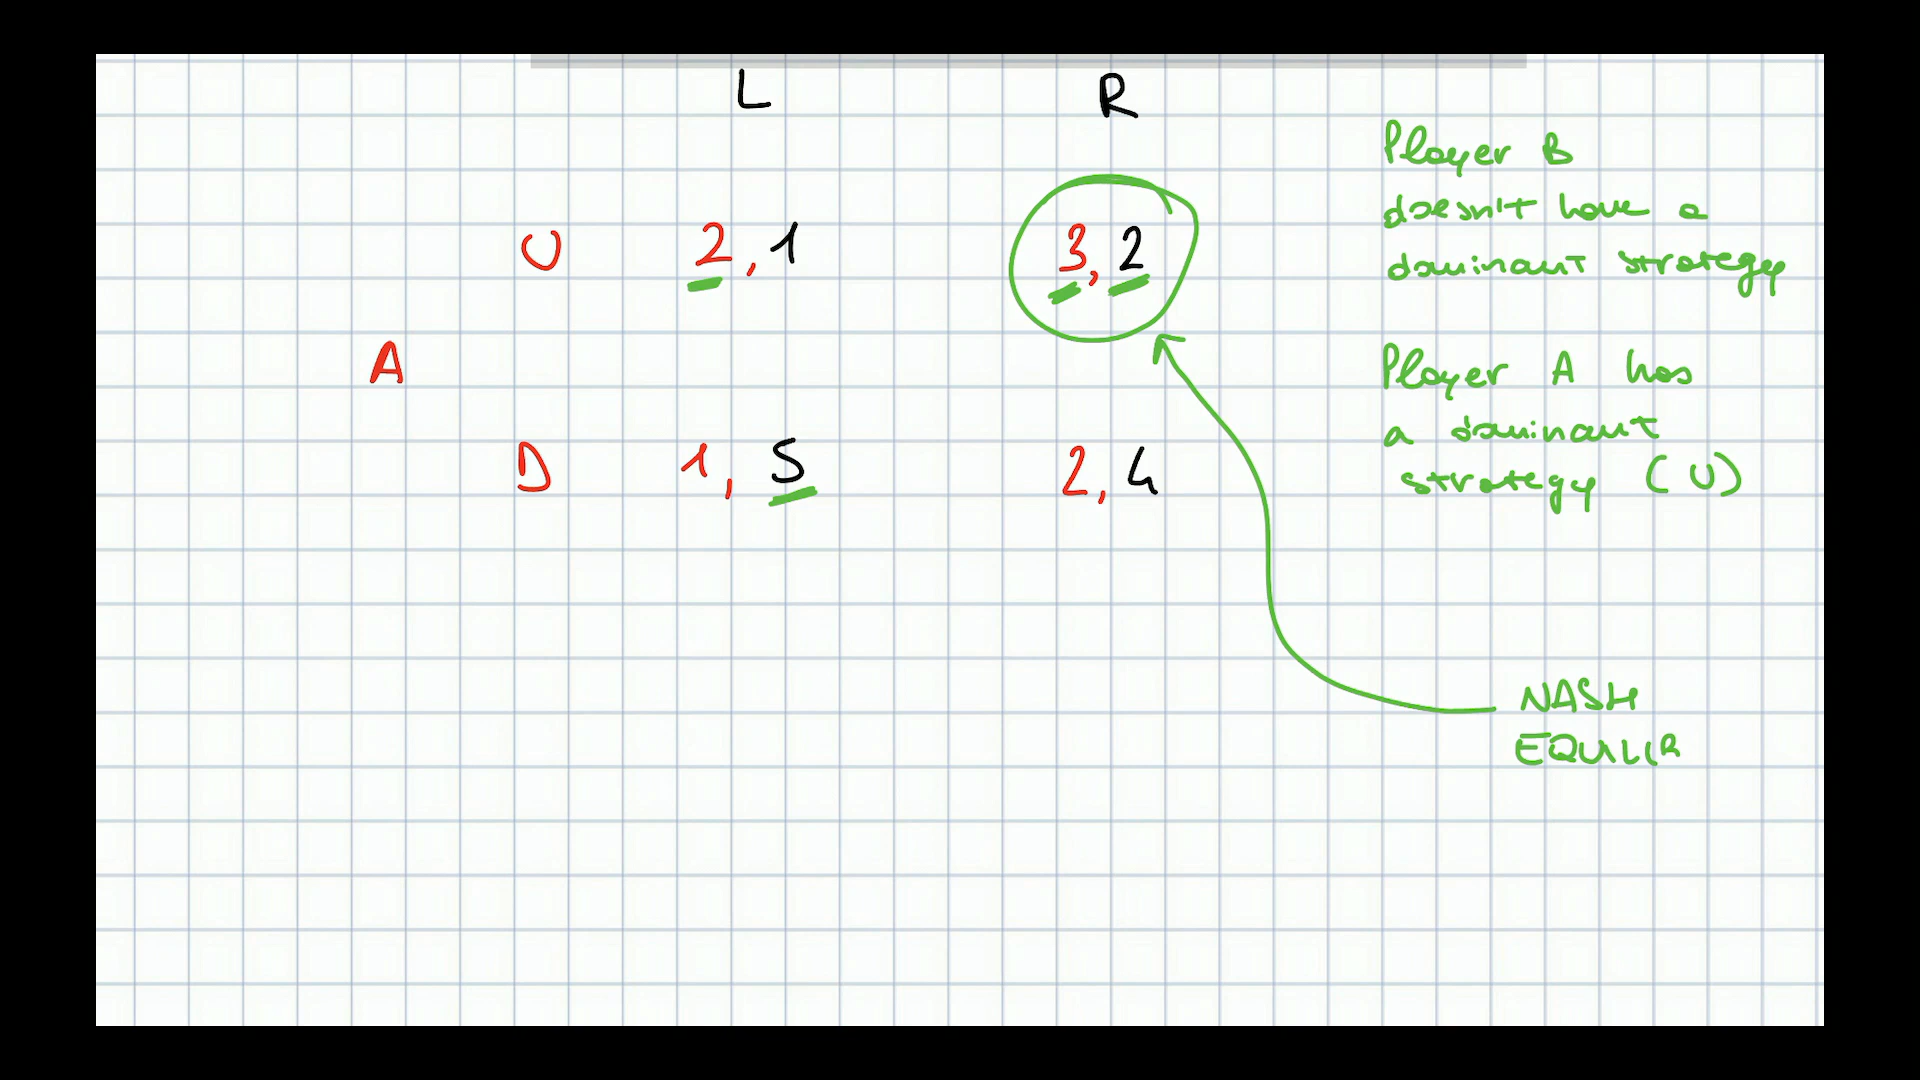 L R
U 2, 1 3, 2
A
D 1, 5 2, 4
Player B
doesn't have a
dominant strategy
Player A has
a dominant
strategy (U)
NASH
EQUILIB